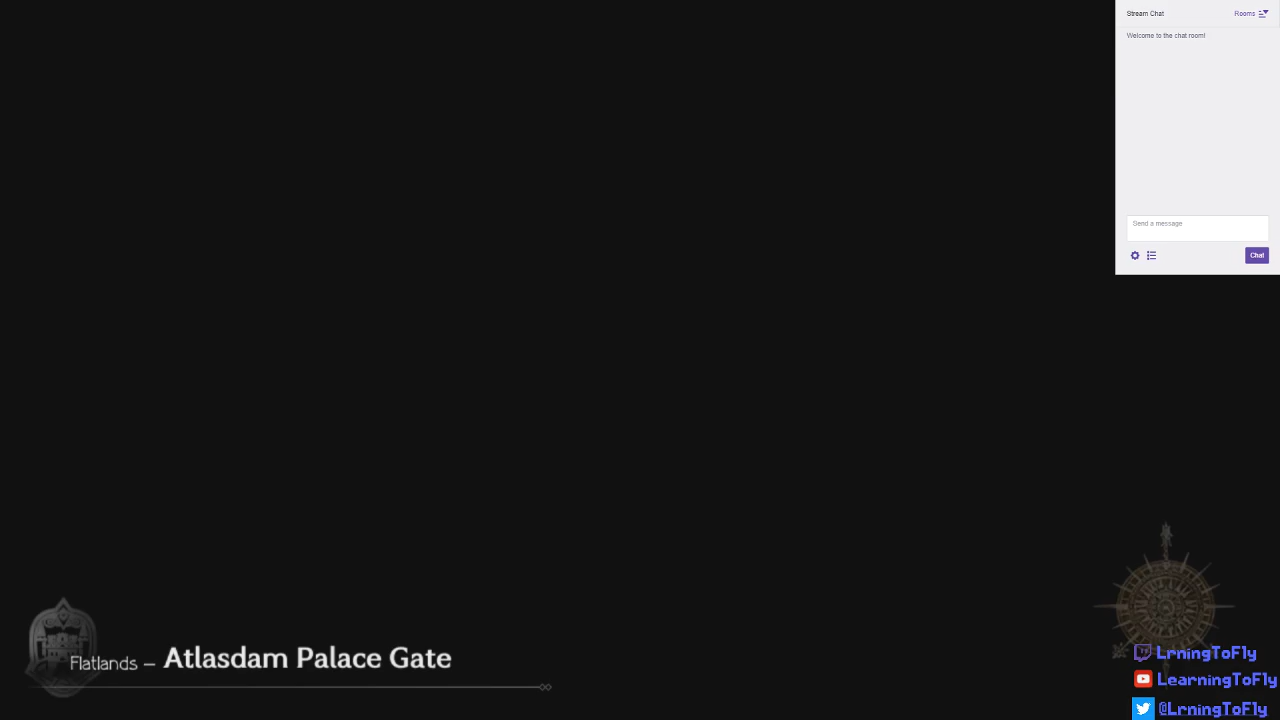 Stream Chat
Rooms
Welcome to the chat room!
Send a message
Chat
Flatlands – Atlasdam Palace Gate
LrningToFly
LearningToFly
@LrningToFly